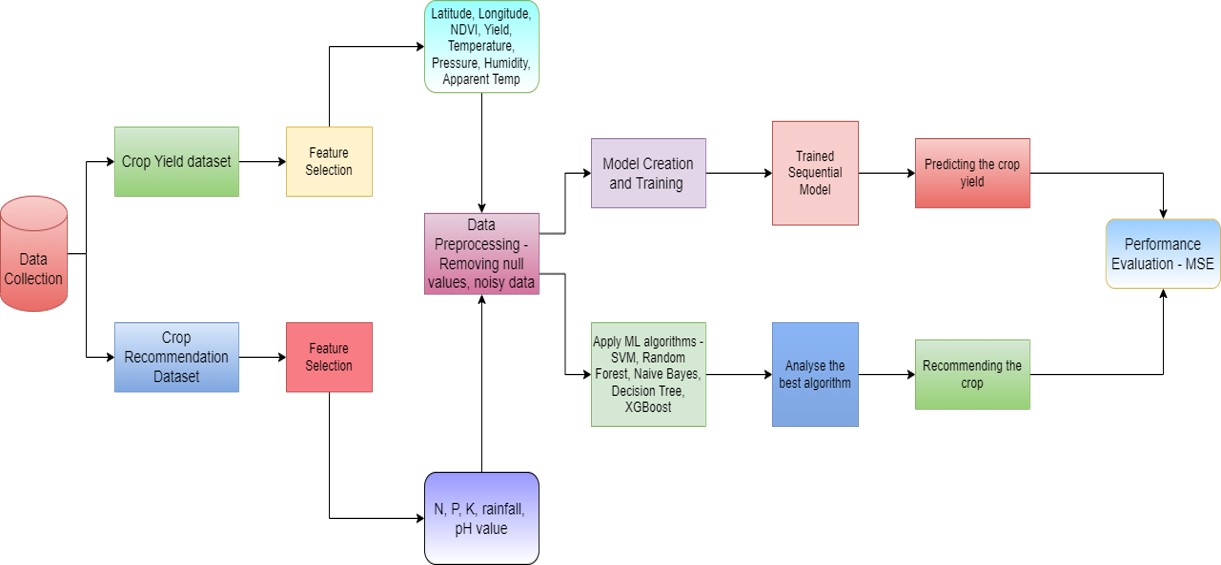 Latitude, Longitude,
NDVI, Yield,
Temperature,
Pressure, Humidity,
Apparent Temp
Crop Yield dataset
Feature
Selection
Model Creation
and Training
Trained
Sequential
Model
Predicting the crop
yield
Data
Collection
Data
Preprocessing -
Removing null
values, noisy data
Performance
Evaluation - MSE
Crop
Recommendation
Dataset
Feature
Selection
Apply ML algorithms -
SVM, Random
Forest, Naive Bayes,
Decision Tree,
XGBoost
Analyse the
best algorithm
Recommending the
crop
N, P, K, rainfall,
pH value